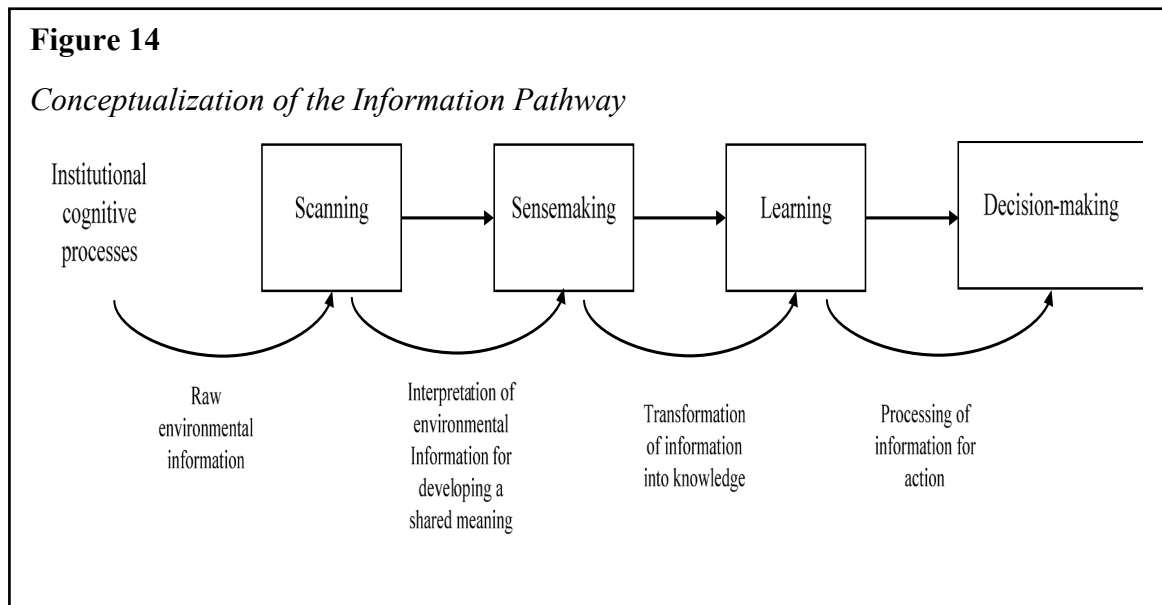 Figure 14
Conceptualization of the Information Pathway
Institutional
cognitive
processes
Scanning
Sensemaking
Learning
Decision-making
Raw
environmental
information
Interpretation of
environmental
Information for
developing a
shared meaning
Transformation
of information
into knowledge
Processing of
information for
action